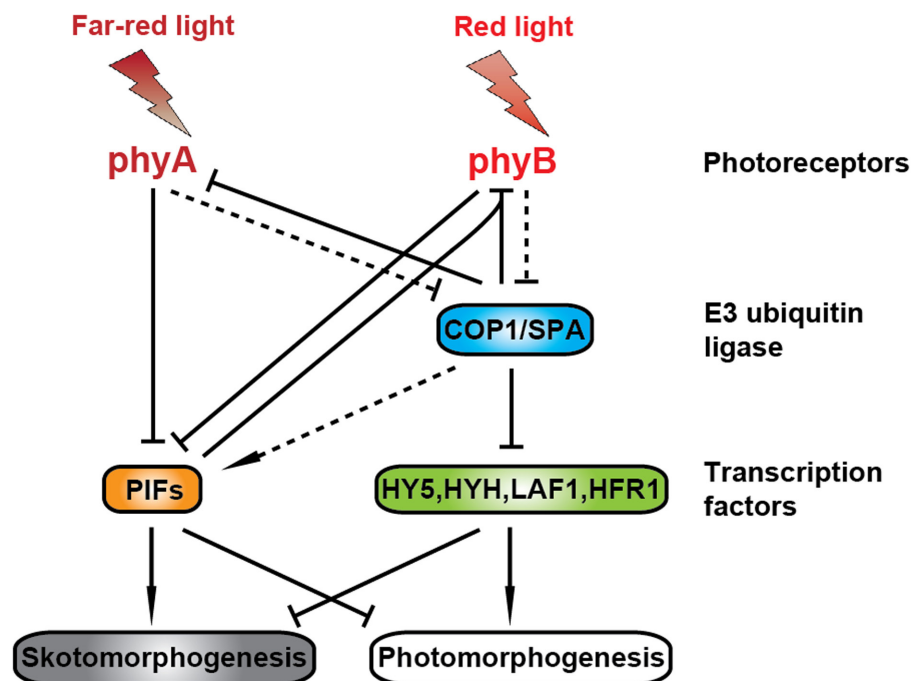 Far-red light
Red light
phyA
phyB
Photoreceptors
COP1/SPA
E3 ubiquitin
ligase
PIFs
HY5,HYH,LAF1,HFR1
Transcription
factors
Skotomorphogenesis
Photomorphogenesis